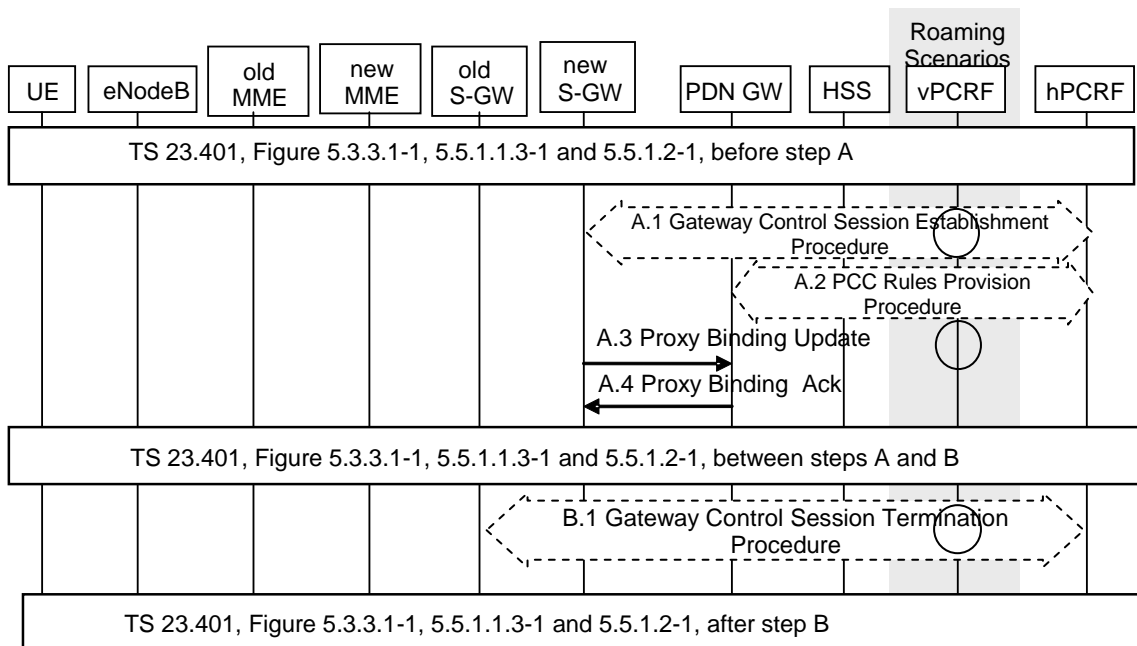 Roaming
Scenarios
UE
eNodeB
old
MME
new
MME
old
S-GW
new
S-GW
PDN GW
HSS
vPCRF
hPCRF
TS 23.401, Figure 5.3.3.1-1, 5.5.1.1.3-1 and 5.5.1.2-1, before step A
A.1 Gateway Control Session Establishment
Procedure
A.2 PCC Rules Provision
Procedure
A.3 Proxy Binding Update
A.4 Proxy Binding Ack
TS 23.401, Figure 5.3.3.1-1, 5.5.1.1.3-1 and 5.5.1.2-1, between steps A and B
B.1 Gateway Control Session Termination
Procedure
TS 23.401, Figure 5.3.3.1-1, 5.5.1.1.3-1 and 5.5.1.2-1, after step B